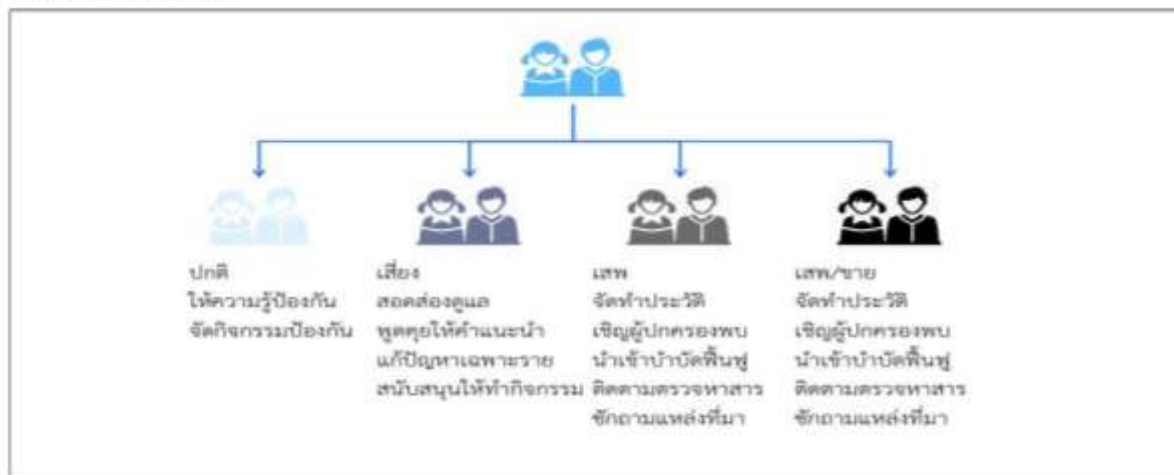 ปกติ
ให้ความรู้ป้องกัน
จัดกิจกรรมป้องกัน
เสี่ยง
สอดส่องดูแล
พูดคุยให้คำแนะนำ
แก้ปัญหาเฉพาะราย
สนับสนุนให้ทำกิจกรรม
เสพ
จัดทำประวัติ
เชิญผู้ปกครองพบ
นำเข้าบำบัดฟื้นฟู
ติดตามตรวจหาสาร
ซักถามแหล่งที่มา
เสพ/ขาย
จัดทำประวัติ
เชิญผู้ปกครองพบ
นำเข้าบำบัดฟื้นฟู
ติดตามตรวจหาสาร
ซักถามแหล่งที่มา